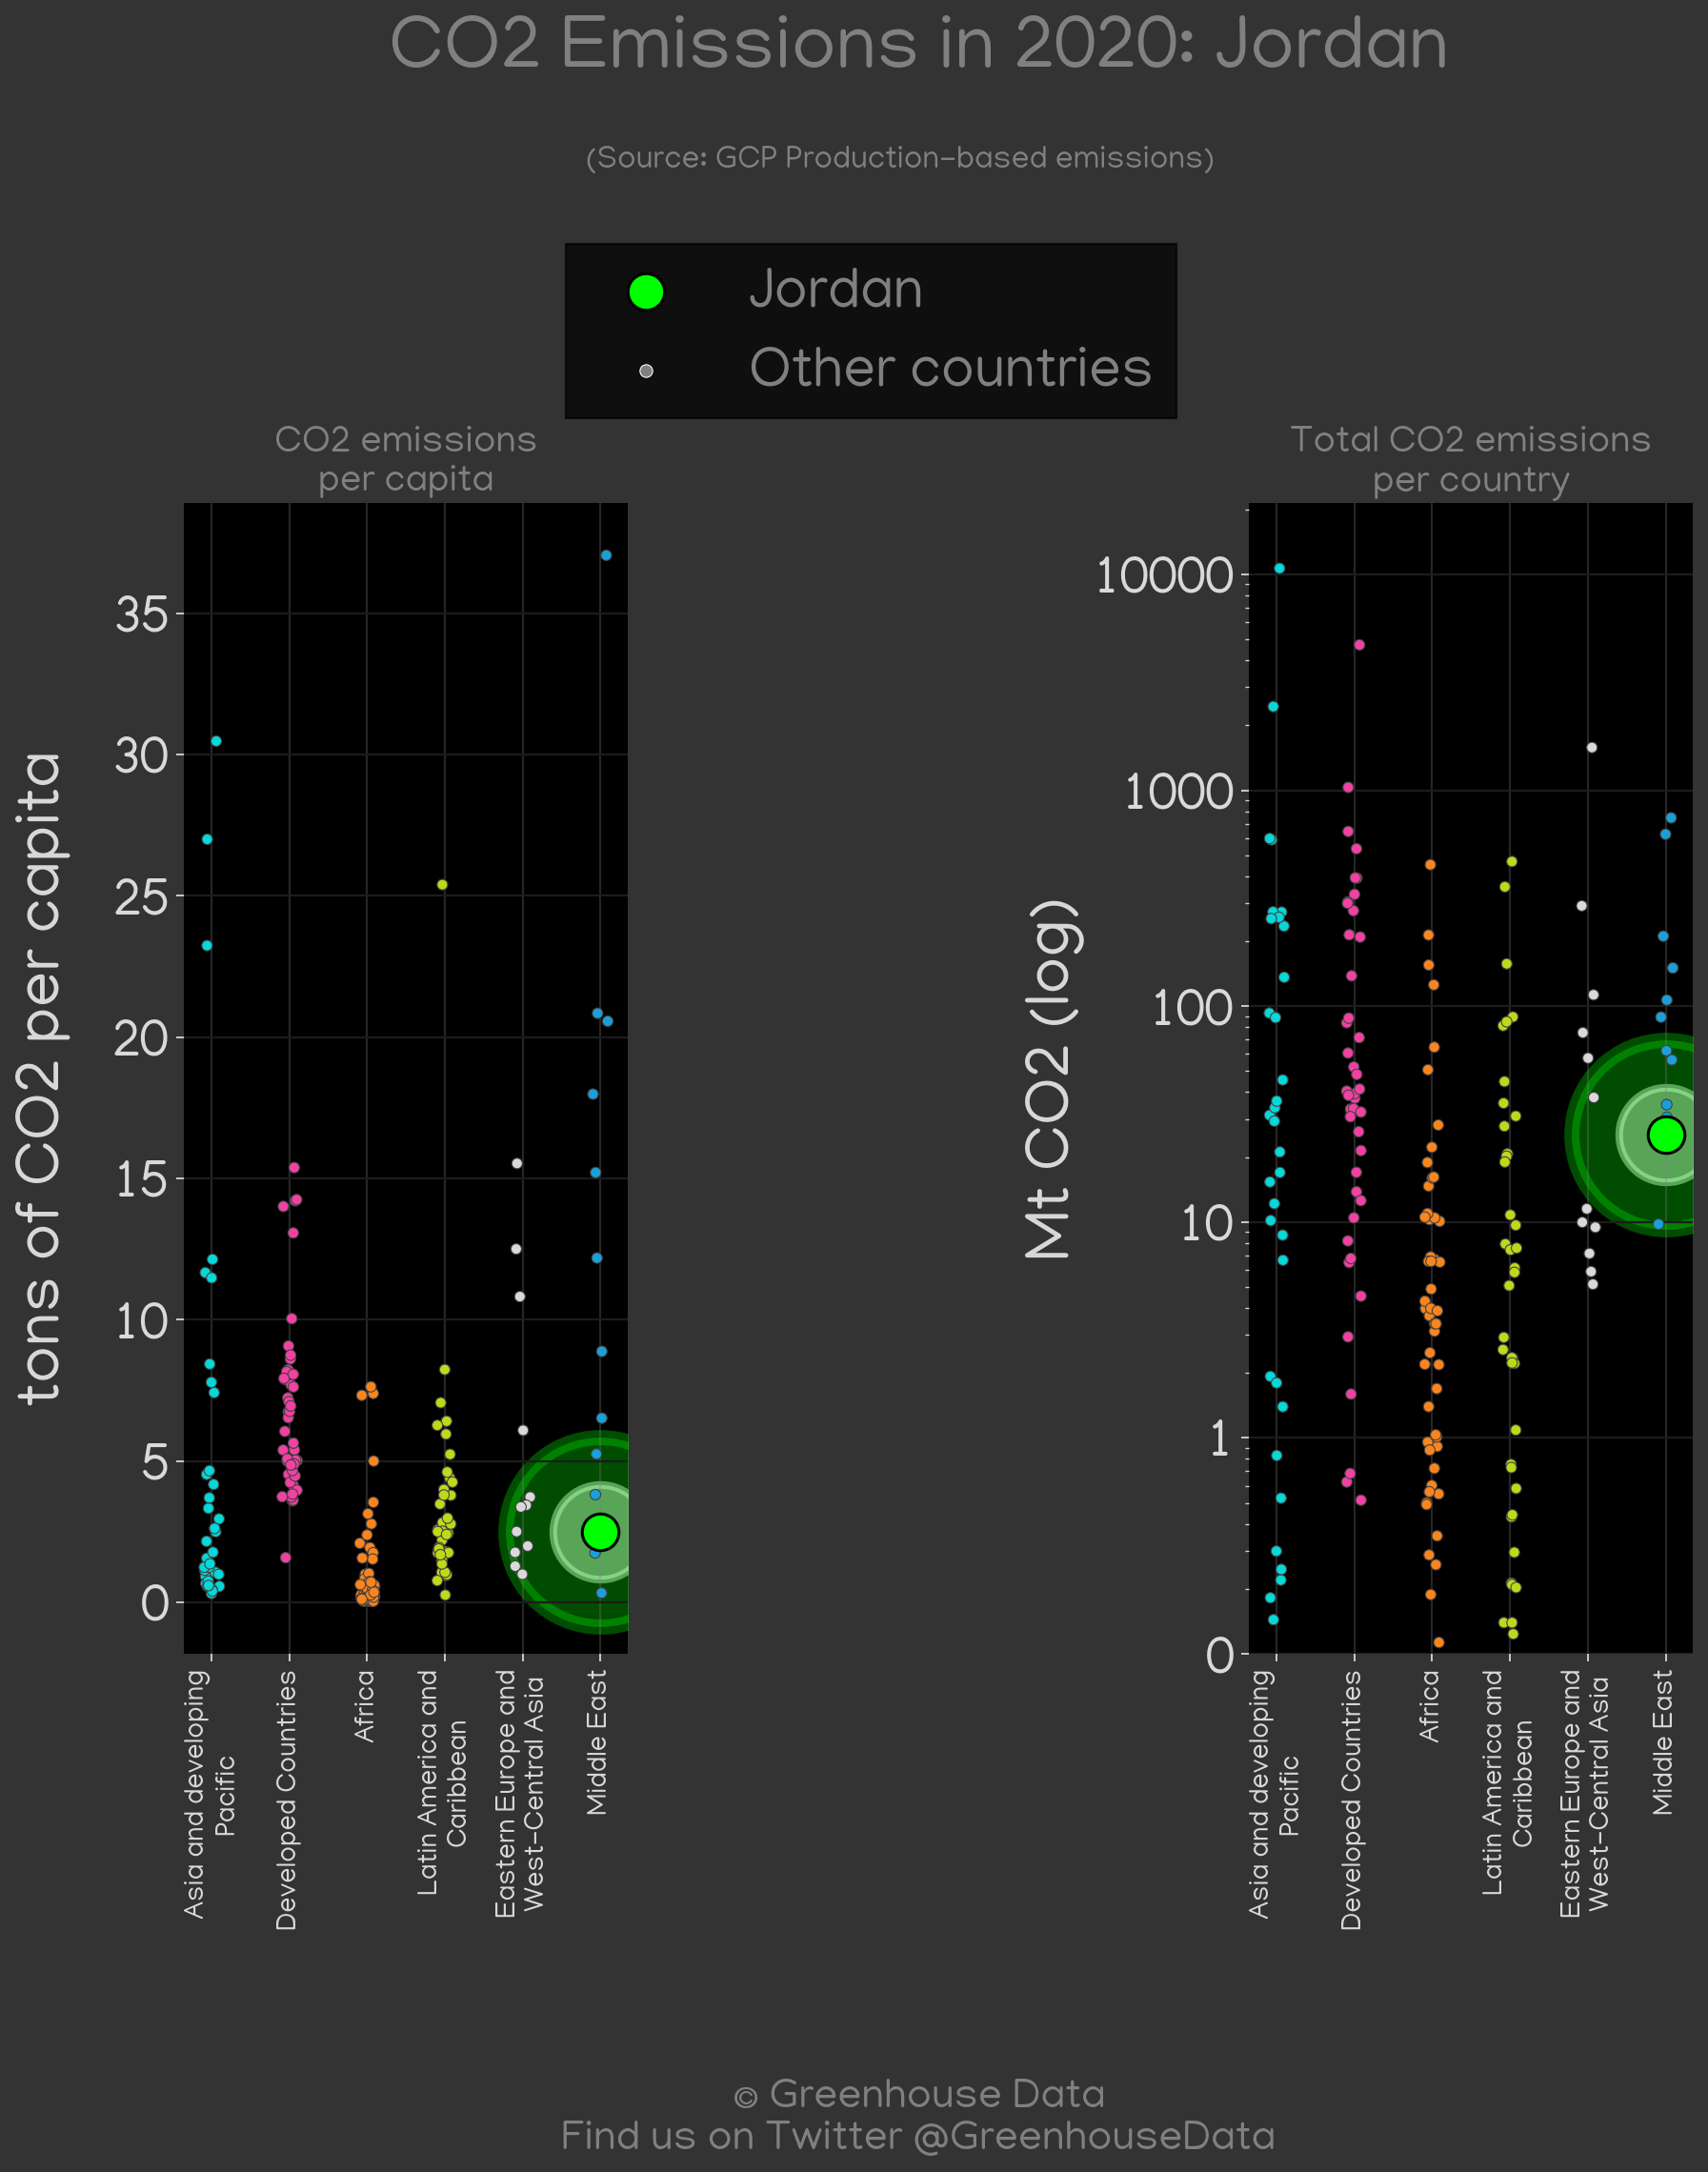 CO2 Emissions in 2020: Jordan
(Source: GCP Production-based emissions)
Jordan
Other countries
CO2 emissions
per capita
tons of CO2 per capita
35
30
25
20
15
10
5
0
Asia and developing
Pacific
Developed Countries
Africa
Latin America and
Caribbean
Eastern Europe and
West-Central Asia
Middle East
Total CO2 emissions
per country
Mt CO2 (log)
10000
1000
100
10
1
0
Asia and developing
Pacific
Developed Countries
Africa
Latin America and
Caribbean
Eastern Europe and
West-Central Asia
Middle East
© Greenhouse Data
Find us on Twitter @GreenhouseData